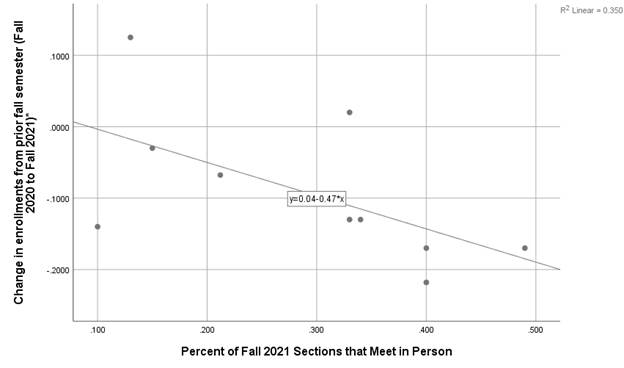 R² Linear = 0.350
Change in enrollments from prior fall semester (Fall
2020 to Fall 2021)*
.1000
.0000
-.1000
-.2000
y=0.04-0.47*x
.100
.200
.300
.400
.500
Percent of Fall 2021 Sections that Meet in Person